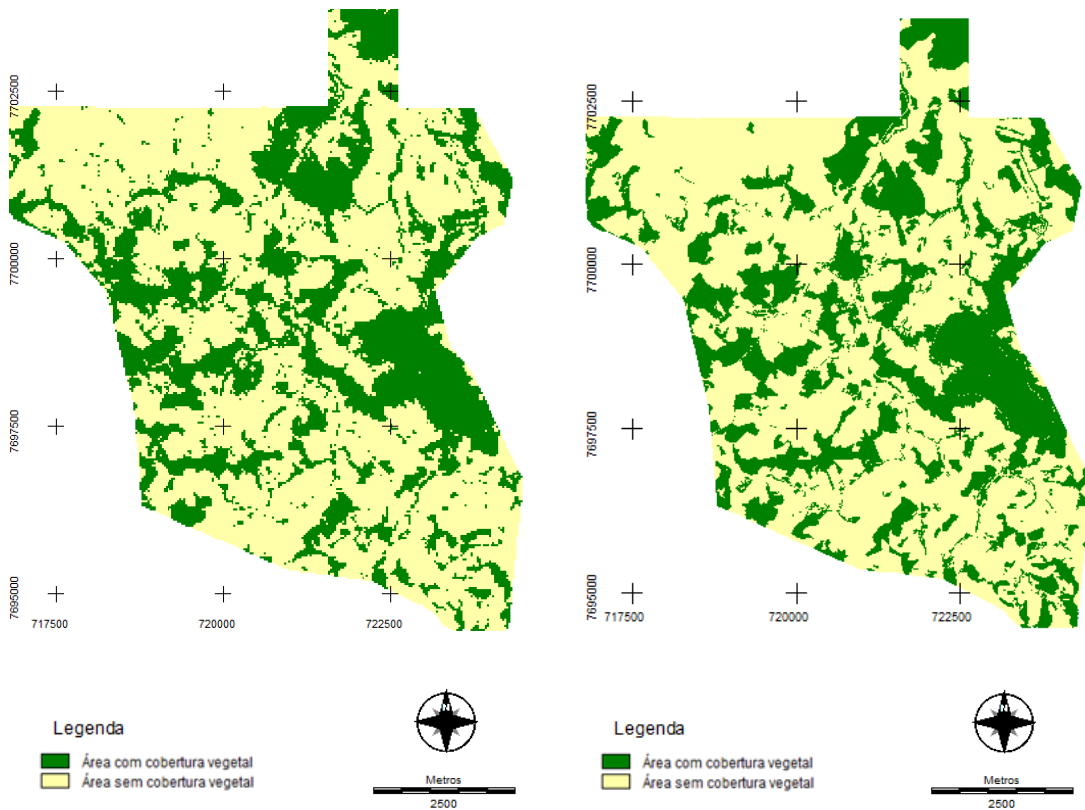 7702500
7700000
7697500
7695000
717500
720000
722500
Legenda
Área com cobertura vegetal
Área sem cobertura vegetal
N
Metros
2500
7702500
7700000
7697500
7695000
717500
720000
722500
Legenda
Área com cobertura vegetal
Área sem cobertura vegetal
N
Metros
2500